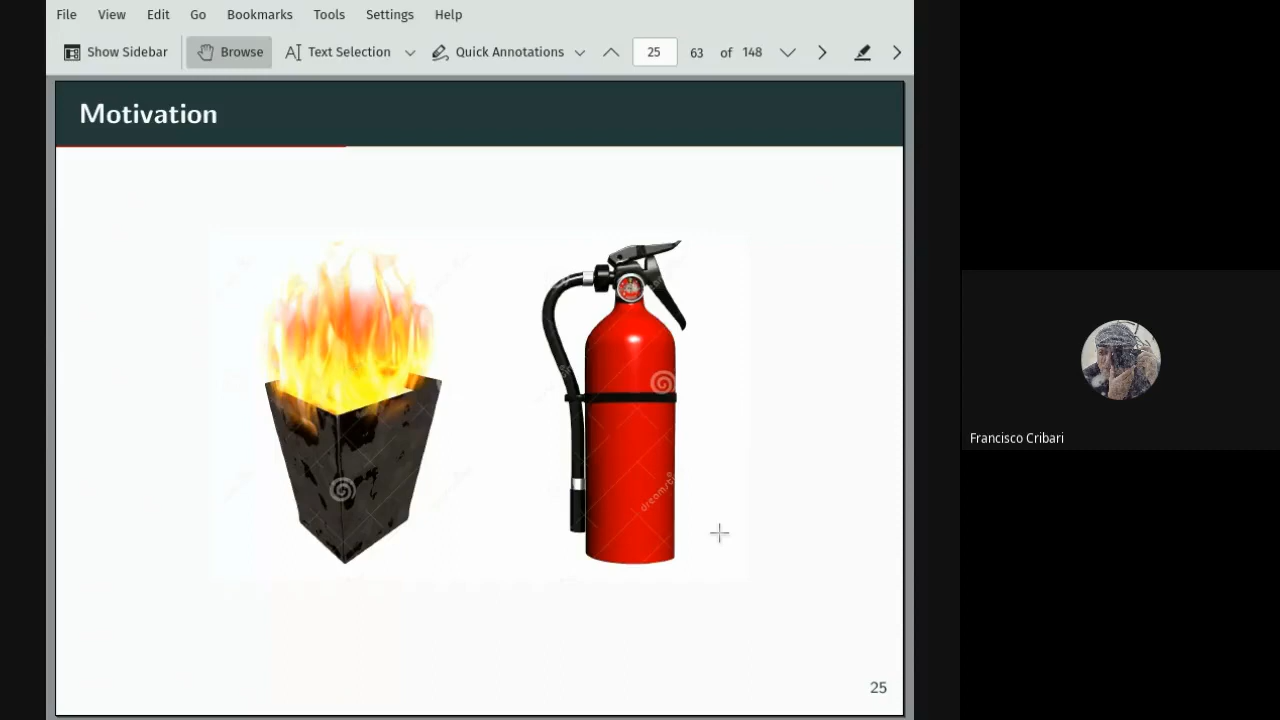 File View Edit Go Bookmarks Tools Settings Help
Show Sidebar Browse Text Selection Quick Annotations 25 63 of 148
Motivation
25
Francisco Cribari